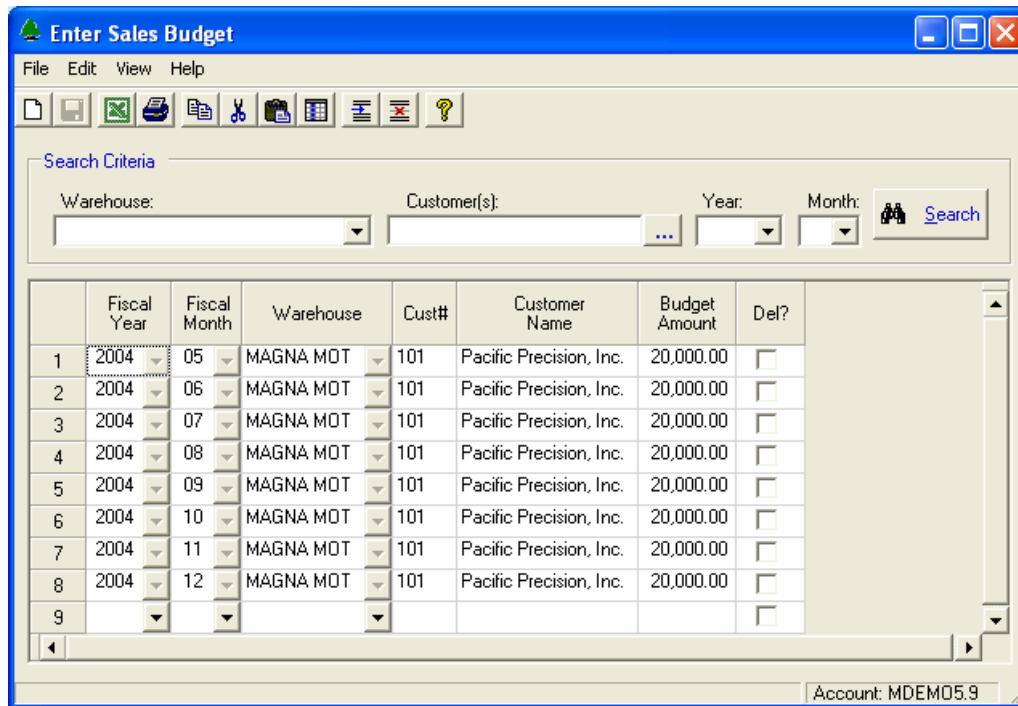 Enter Sales Budget
File Edit View Help
Search Criteria
Warehouse: Customer(s): Year: Month:
... Search
Fiscal Year Fiscal Month Warehouse Cust# Customer Name Budget Amount Del?
1 2004 05 MAGNA MOT 101 Pacific Precision, Inc. 20,000.00
2 2004 06 MAGNA MOT 101 Pacific Precision, Inc. 20,000.00
3 2004 07 MAGNA MOT 101 Pacific Precision, Inc. 20,000.00
4 2004 08 MAGNA MOT 101 Pacific Precision, Inc. 20,000.00
5 2004 09 MAGNA MOT 101 Pacific Precision, Inc. 20,000.00
6 2004 10 MAGNA MOT 101 Pacific Precision, Inc. 20,000.00
7 2004 11 MAGNA MOT 101 Pacific Precision, Inc. 20,000.00
8 2004 12 MAGNA MOT 101 Pacific Precision, Inc. 20,000.00
9
Account: MDEMO5.9